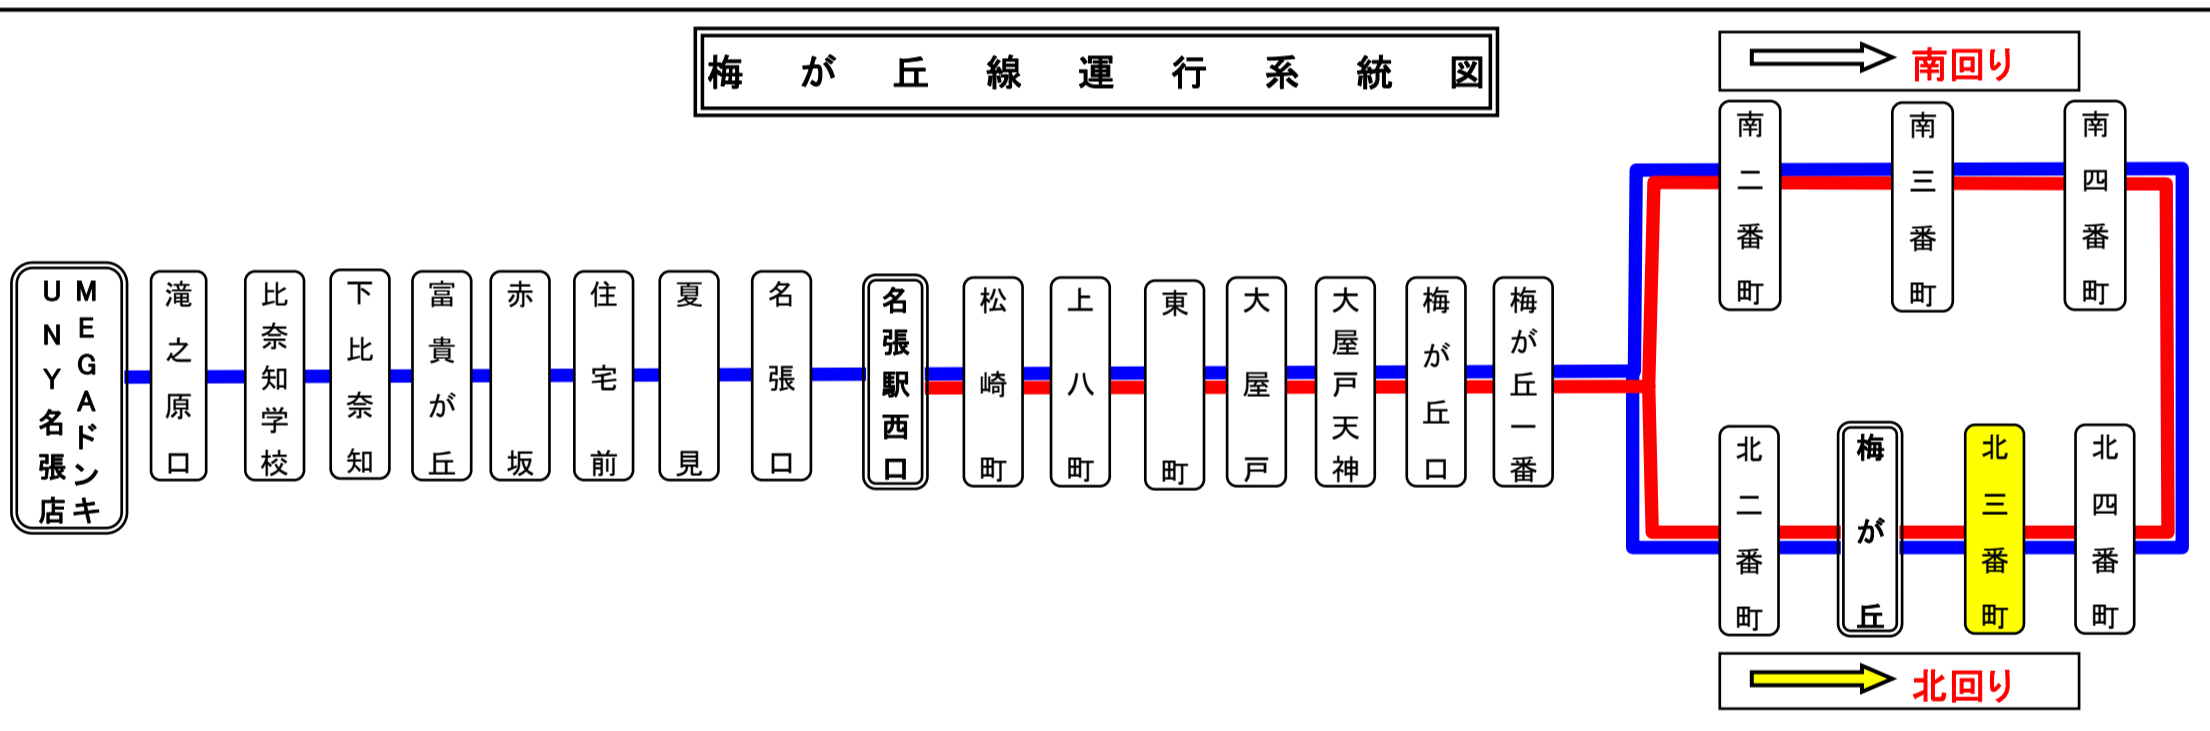 梅が丘線運行系統図
南回り
南二番町
南三番町
南四番町
MEGAドンキ
UNY名張店
滝之原口
比奈知学校
下比奈知
富貴が丘
赤坂
住宅前
夏見
名張口
名張駅西口
松崎町
上八町
東町
大屋戸
大屋戸天神
梅が丘口
梅が丘一番
北二番町
梅が丘
北三番町
北四番町
北回り